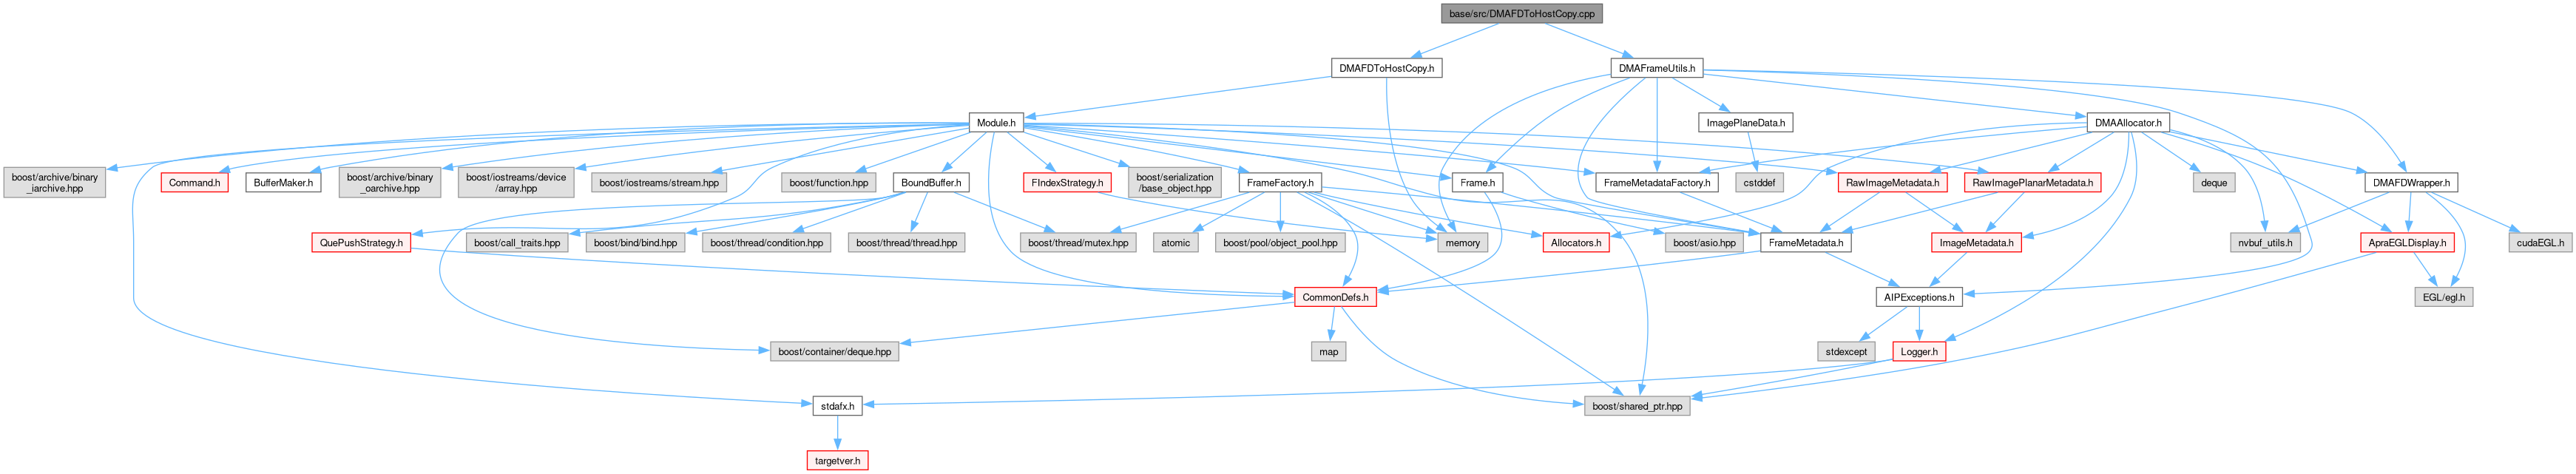 base/src/DMAFDToHostCopy.cpp
DMAFDToHostCopy.h
DMAFrameUtils.h
Module.h
ImagePlaneData.h
DMAAllocator.h
boost/archive/binary
_iarchive.hpp
Command.h
BufferMaker.h
boost/archive/binary
_oarchive.hpp
boost/iostreams/device
/array.hpp
boost/iostreams/stream.hpp
boost/function.hpp
BoundBuffer.h
FIndexStrategy.h
boost/serialization
/base_object.hpp
FrameFactory.h
Frame.h
FrameMetadataFactory.h
cstddef
RawImageMetadata.h
RawImagePlanarMetadata.h
deque
DMAFDWrapper.h
QuePushStrategy.h
boost/call_traits.hpp
boost/bind/bind.hpp
boost/thread/condition.hpp
boost/thread/thread.hpp
boost/thread/mutex.hpp
atomic
boost/pool/object_pool.hpp
memory
Allocators.h
boost/asio.hpp
FrameMetadata.h
ImageMetadata.h
nvbuf_utils.h
ApraEGLDisplay.h
cudaEGL.h
CommonDefs.h
AIPExceptions.h
EGL/egl.h
boost/container/deque.hpp
map
stdexcept
Logger.h
stdafx.h
boost/shared_ptr.hpp
targetver.h